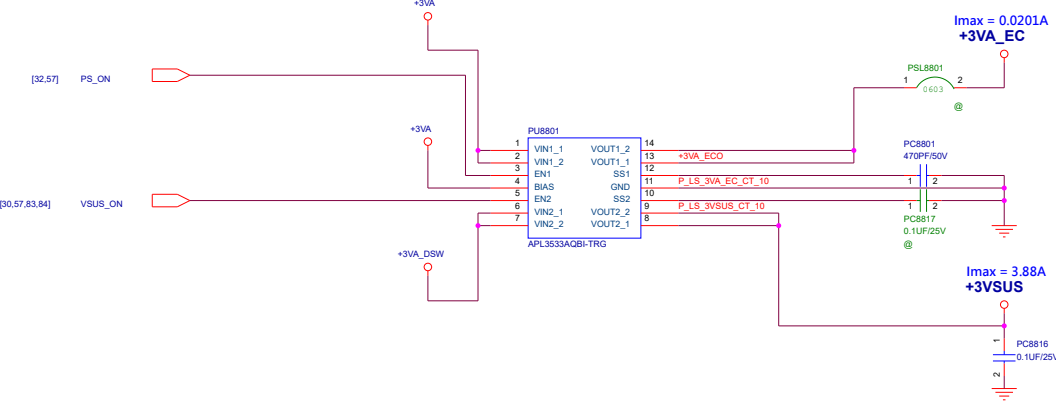 +3VA
Imax = 0.0201A
+3VA_EC
[32,57] PS_ON
PSL8801
1 2
0603
@
+3VA
PU8801
1 VIN1_1 VOUT1_2 14
2 VIN1_2 VOUT1_1 13 +3VA_ECO
3 EN1 SS1 12
4 BIAS GND 11 P_LS_3VA_EC_CT_10
5 EN2 SS2 10
6 VIN2_1 VOUT2_2 9 P_LS_3VSUS_CT_10
7 VIN2_2 VOUT2_1 8
APL3533AQBI-TRG
PC8801
470PF/50V
1 2
1 2
PC8817
0.1UF/25V
@
[30,57,83,84] VSUS_ON
+3VA_DSW
Imax = 3.88A
+3VSUS
1
PC8816
0.1UF/25V
2